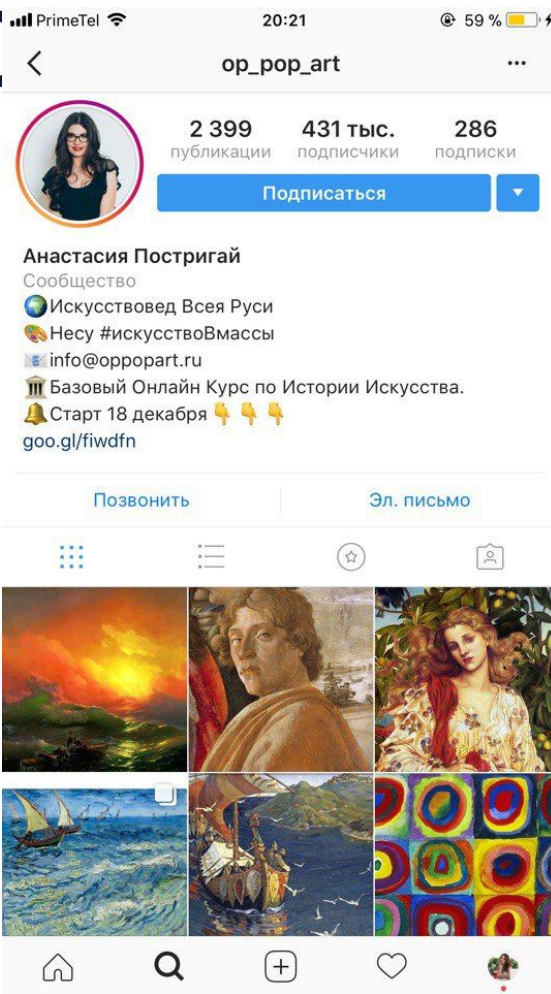 PrimeTel 20:21 59 %
op_pop_art
2 399 431 тыс. 286
публикации подписчики подписки
Подписаться
Анастасия Постригай
Сообщество
Искусствовед Всея Руси
Несу #искусствоВмассы
info@oppopart.ru
Базовый Онлайн Курс по Истории Искусства.
Старт 18 декабря
goo.gl/fiwdfn
Позвонить Эл. письмо